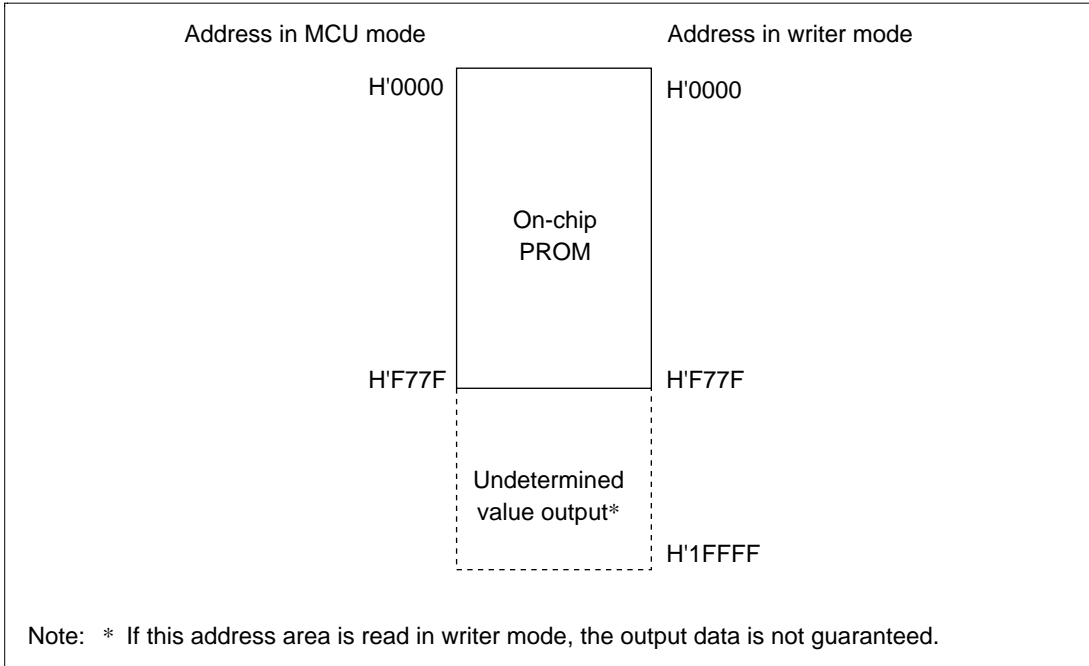 Address in MCU mode
Address in writer mode
H'0000
H'0000
On-chip
PROM
H'F77F
H'F77F
Undetermined
value output*
H'1FFFF
Note: * If this address area is read in writer mode, the output data is not guaranteed.